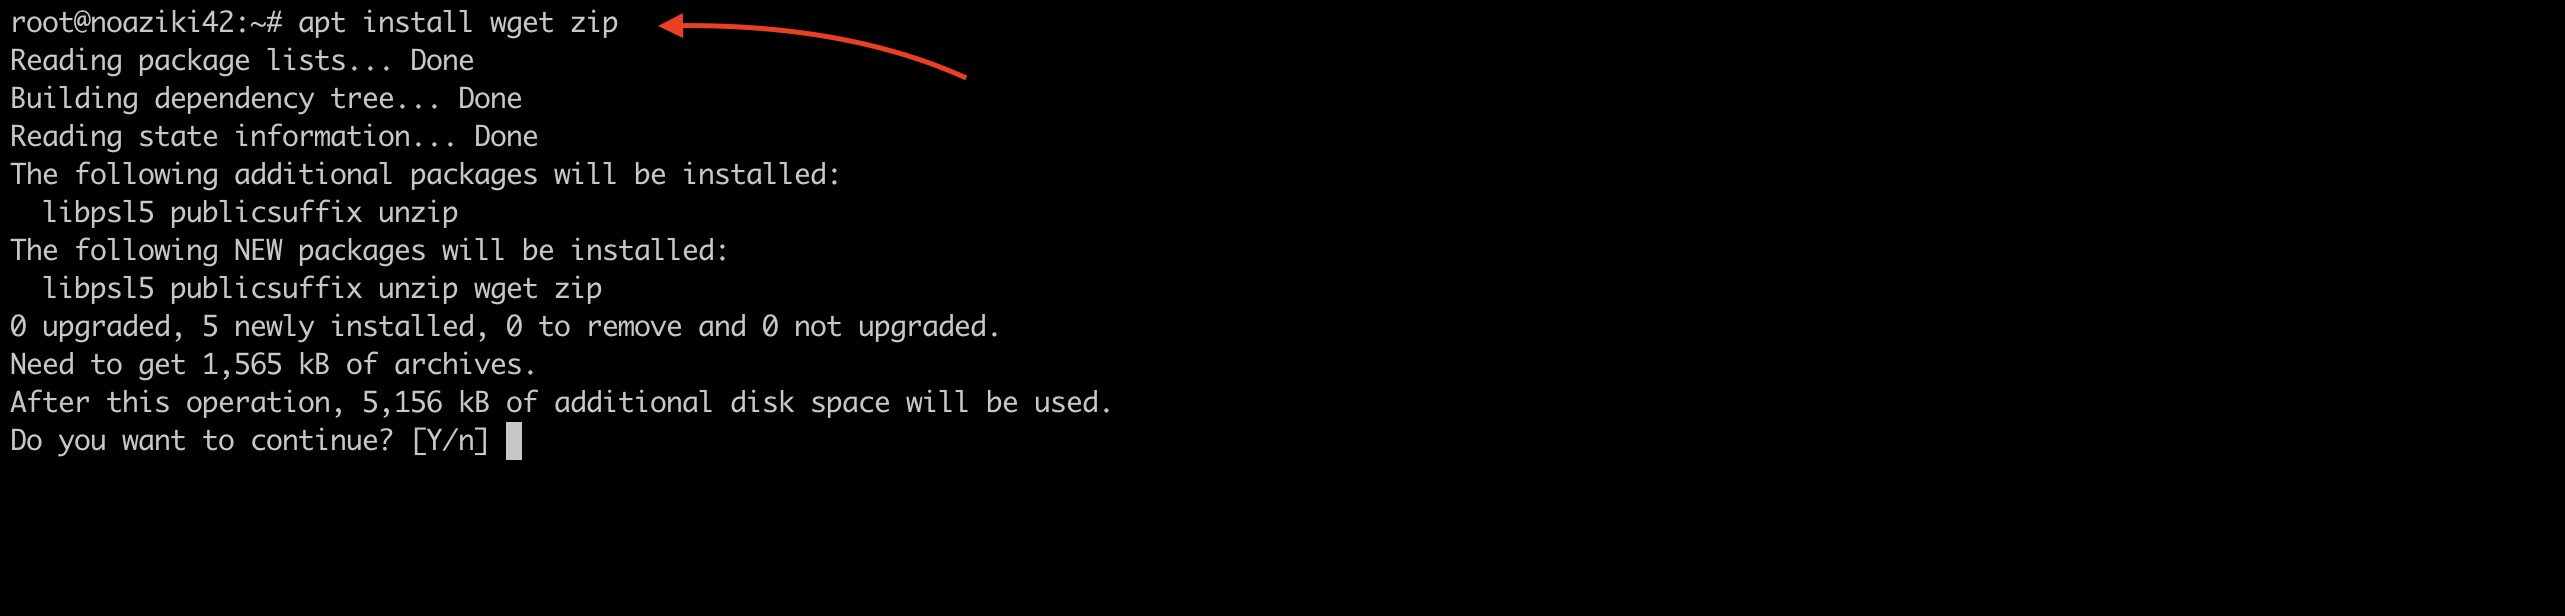 root@noaziki42:~# apt install wget zip
Reading package lists... Done
Building dependency tree... Done
Reading state information... Done
The following additional packages will be installed:
  libpsl5 publicsuffix unzip
The following NEW packages will be installed:
  libpsl5 publicsuffix unzip wget zip
0 upgraded, 5 newly installed, 0 to remove and 0 not upgraded.
Need to get 1,565 kB of archives.
After this operation, 5,156 kB of additional disk space will be used.
Do you want to continue? [Y/n]